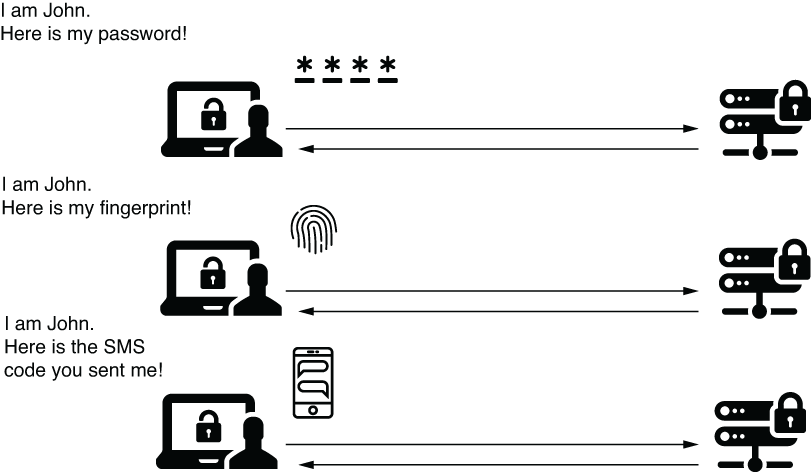 I am John.
Here is my password!
* * * *
I am John.
Here is my fingerprint!
I am John.
Here is the SMS
code you sent me!